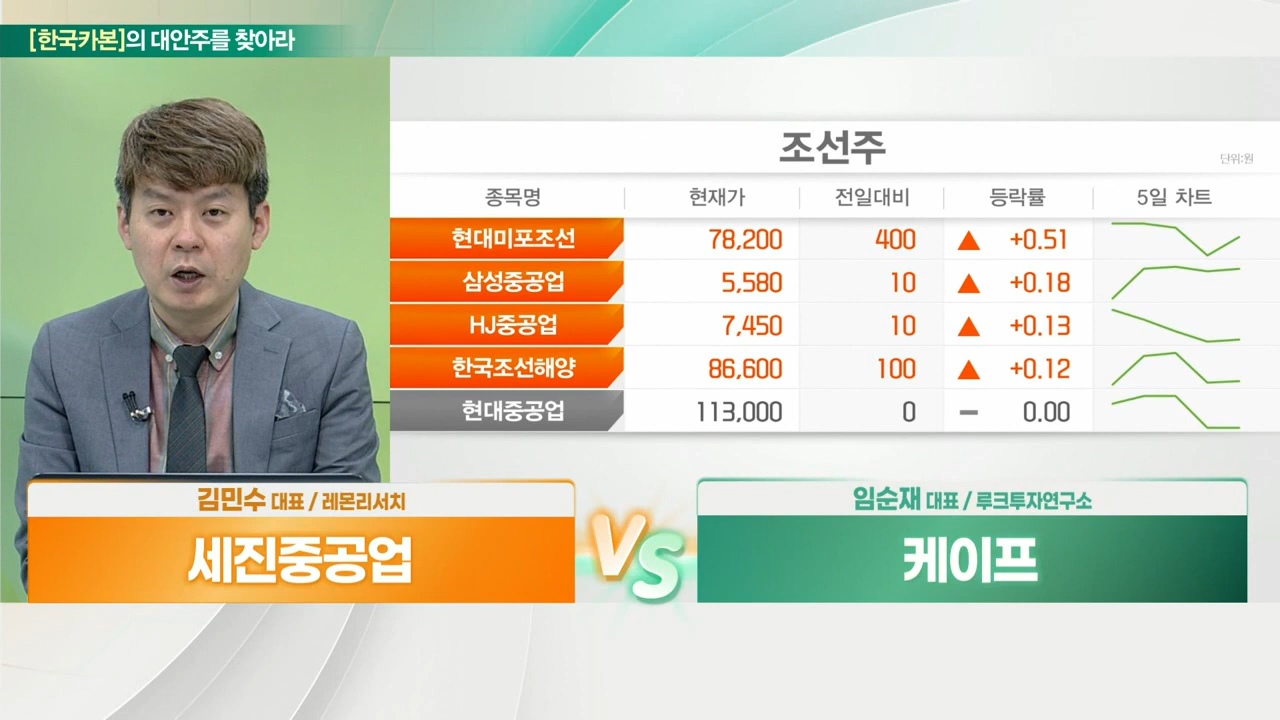 [한국카본]의 대안주를 찾아라
조선주
단위:원
종목명 현재가 전일대비 등락률 5일 차트
현대미포조선 78,200 400 ▲ +0.51
삼성중공업 5,580 10 ▲ +0.18
HJ중공업 7,450 10 ▲ +0.13
한국조선해양 86,600 100 ▲ +0.12
현대중공업 113,000 0 – 0.00
김민수 대표 / 레몬리서치
세진중공업
VS
임순재 대표 / 루크투자연구소
케이프